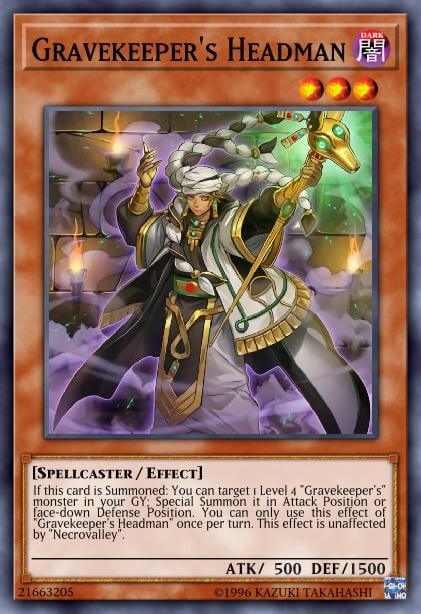 Gravekeeper's Headman
DARK
闇
[Spellcaster / Effect]
If this card is Summoned: You can target 1 Level 4 "Gravekeeper's"
monster in your GY; Special Summon it in Attack Position or
face-down Defense Position. You can only use this effect of
"Gravekeeper's Headman" once per turn. This effect is unaffected
by "Necrovalley".
ATK/ 500 DEF/1500
21663205
©1996 KAZUKI TAKAHASHI